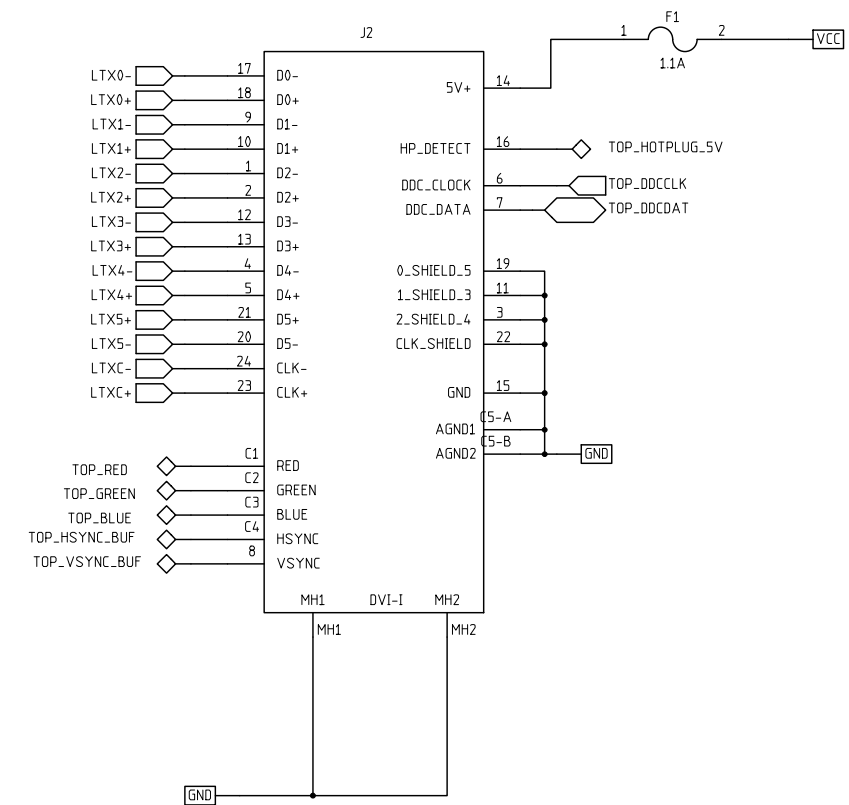 J2
F1
1 2
VCC
1.1A
LTX0- 17 D0-
LTX0+ 18 D0+
LTX1- 9 D1-
LTX1+ 10 D1+
LTX2- 1 D2-
LTX2+ 2 D2+
LTX3- 12 D3-
LTX3+ 13 D3+
LTX4- 4 D4-
LTX4+ 5 D4+
LTX5+ 21 D5+
LTX5- 20 D5-
LTXC- 24 CLK-
LTXC+ 23 CLK+
TOP_RED C1 RED
TOP_GREEN C2 GREEN
TOP_BLUE C3 BLUE
TOP_HSYNC_BUF C4 HSYNC
TOP_VSYNC_BUF 8 VSYNC
5V+ 14
HP_DETECT 16 TOP_HOTPLUG_5V
DDC_CLOCK 6 TOP_DDCCLK
DDC_DATA 7 TOP_DDCDAT
0_SHIELD_5 19
1_SHIELD_3 11
2_SHIELD_4 3
CLK_SHIELD 22
GND 15
AGND1 C5-A
AGND2 C5-B GND
MH1 DVI-I MH2
MH1 MH2
GND